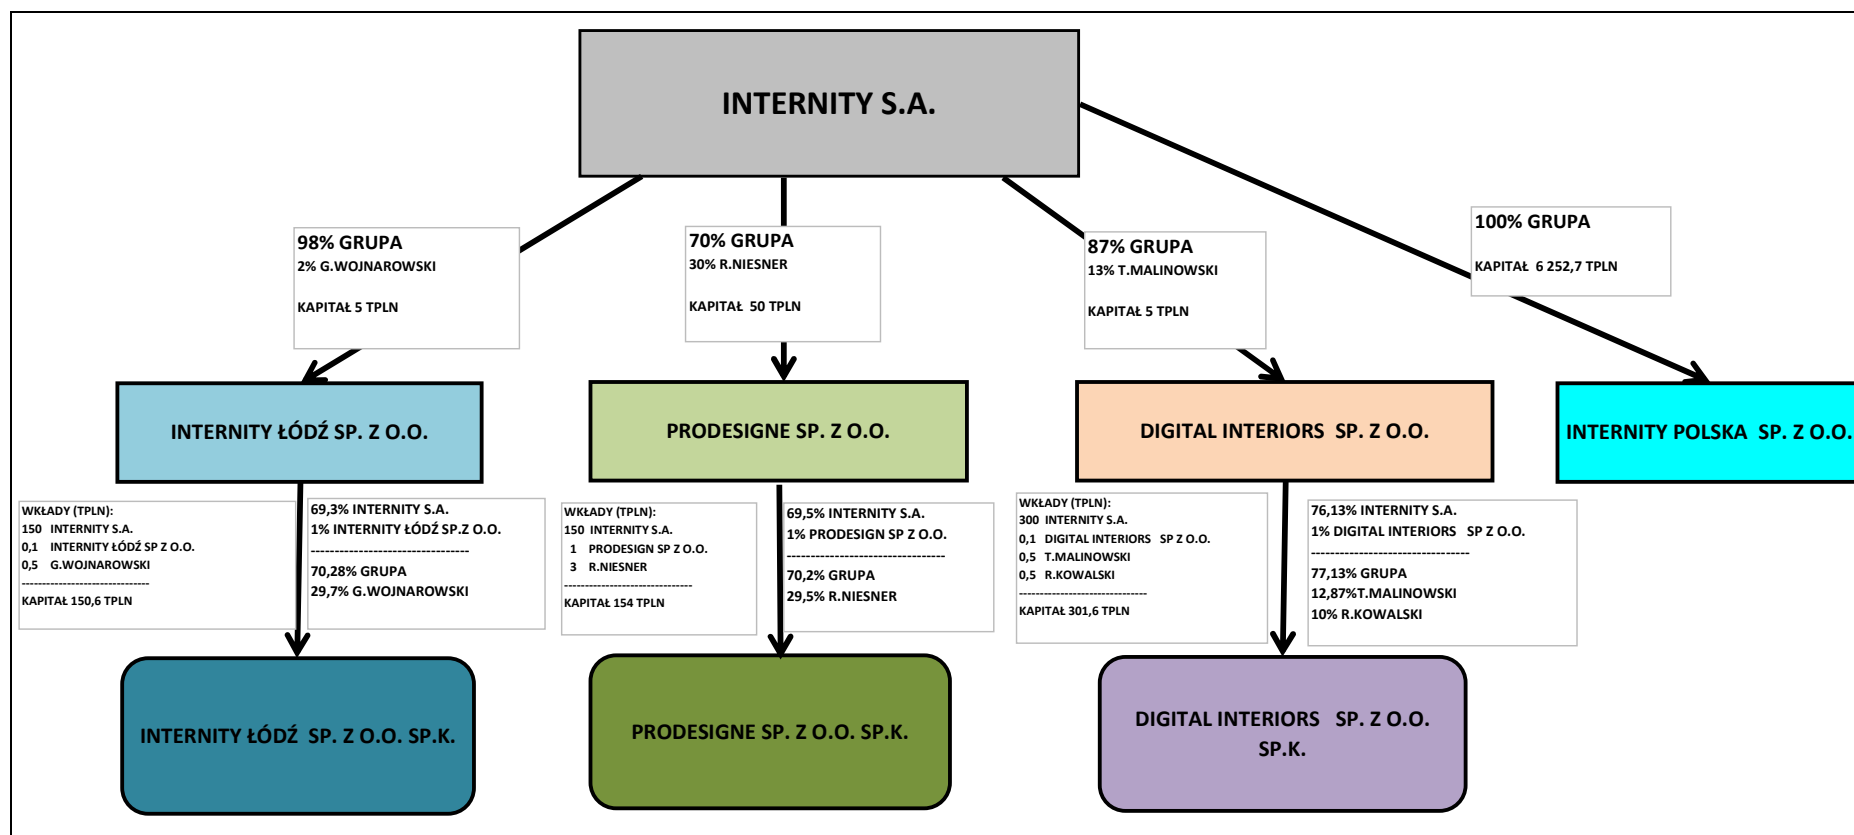 INTERNITY S.A.
98% GRUPA
2% G.WOJNAROWSKI
KAPITAŁ 5 TPLN
70% GRUPA
30% R.NIESNER
KAPITAŁ  50 TPLN
87% GRUPA
13% T.MALINOWSKI
KAPITAŁ 5 TPLN
100% GRUPA
KAPITAŁ  6 252,7 TPLN
INTERNITY ŁÓDŹ SP. Z O.O.
PRODESIGNE SP. Z O.O.
DIGITAL INTERIORS  SP. Z O.O.
INTERNITY POLSKA  SP. Z O.O.
WKŁADY (TPLN):
150  INTERNITY S.A.
0,1  INTERNITY ŁÓDŹ SP Z O.O.
0,5  G.WOJNAROWSKI
-------------------------------
KAPITAŁ 150,6 TPLN
69,3% INTERNITY S.A.
1% INTERNITY ŁÓDŹ SP.Z O.O.
---------------------------------
70,28% GRUPA
29,7% G.WOJNAROWSKI
WKŁADY (TPLN):
150  INTERNITY S.A.
1  PRODESIGN SP Z O.O.
3  R.NIESNER
-------------------------------
KAPITAŁ 154 TPLN
69,5% INTERNITY S.A.
1% PRODESIGN SP Z O.O.
---------------------------------
70,2% GRUPA
29,5% R.NIESNER
WKŁADY (TPLN):
300  INTERNITY S.A.
0,1  DIGITAL INTERIORS  SP Z O.O.
0,5  T.MALINOWSKI
0,5  R.KOWALSKI
-------------------------------
KAPITAŁ 301,6 TPLN
76,13% INTERNITY S.A.
1% DIGITAL INTERIORS  SP Z O.O.
---------------------------------
77,13% GRUPA
12,87%T.MALINOWSKI
10% R.KOWALSKI
INTERNITY ŁÓDŹ  SP. Z O.O. SP.K.
PRODESIGNE SP. Z O.O. SP.K.
DIGITAL INTERIORS  SP. Z O.O.
SP.K.